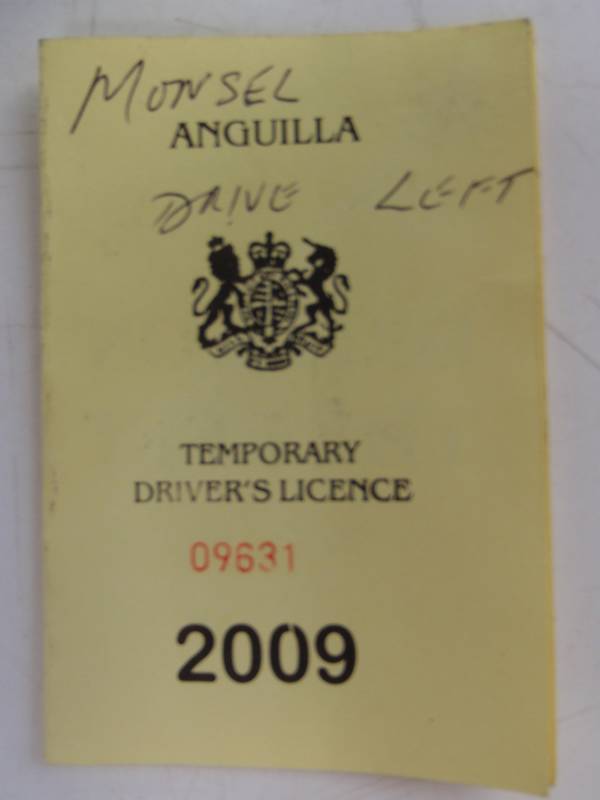 MONSEL
ANGUILLA
DRIVE LEFT
TEMPORARY
DRIVER'S LICENCE
09631
2009